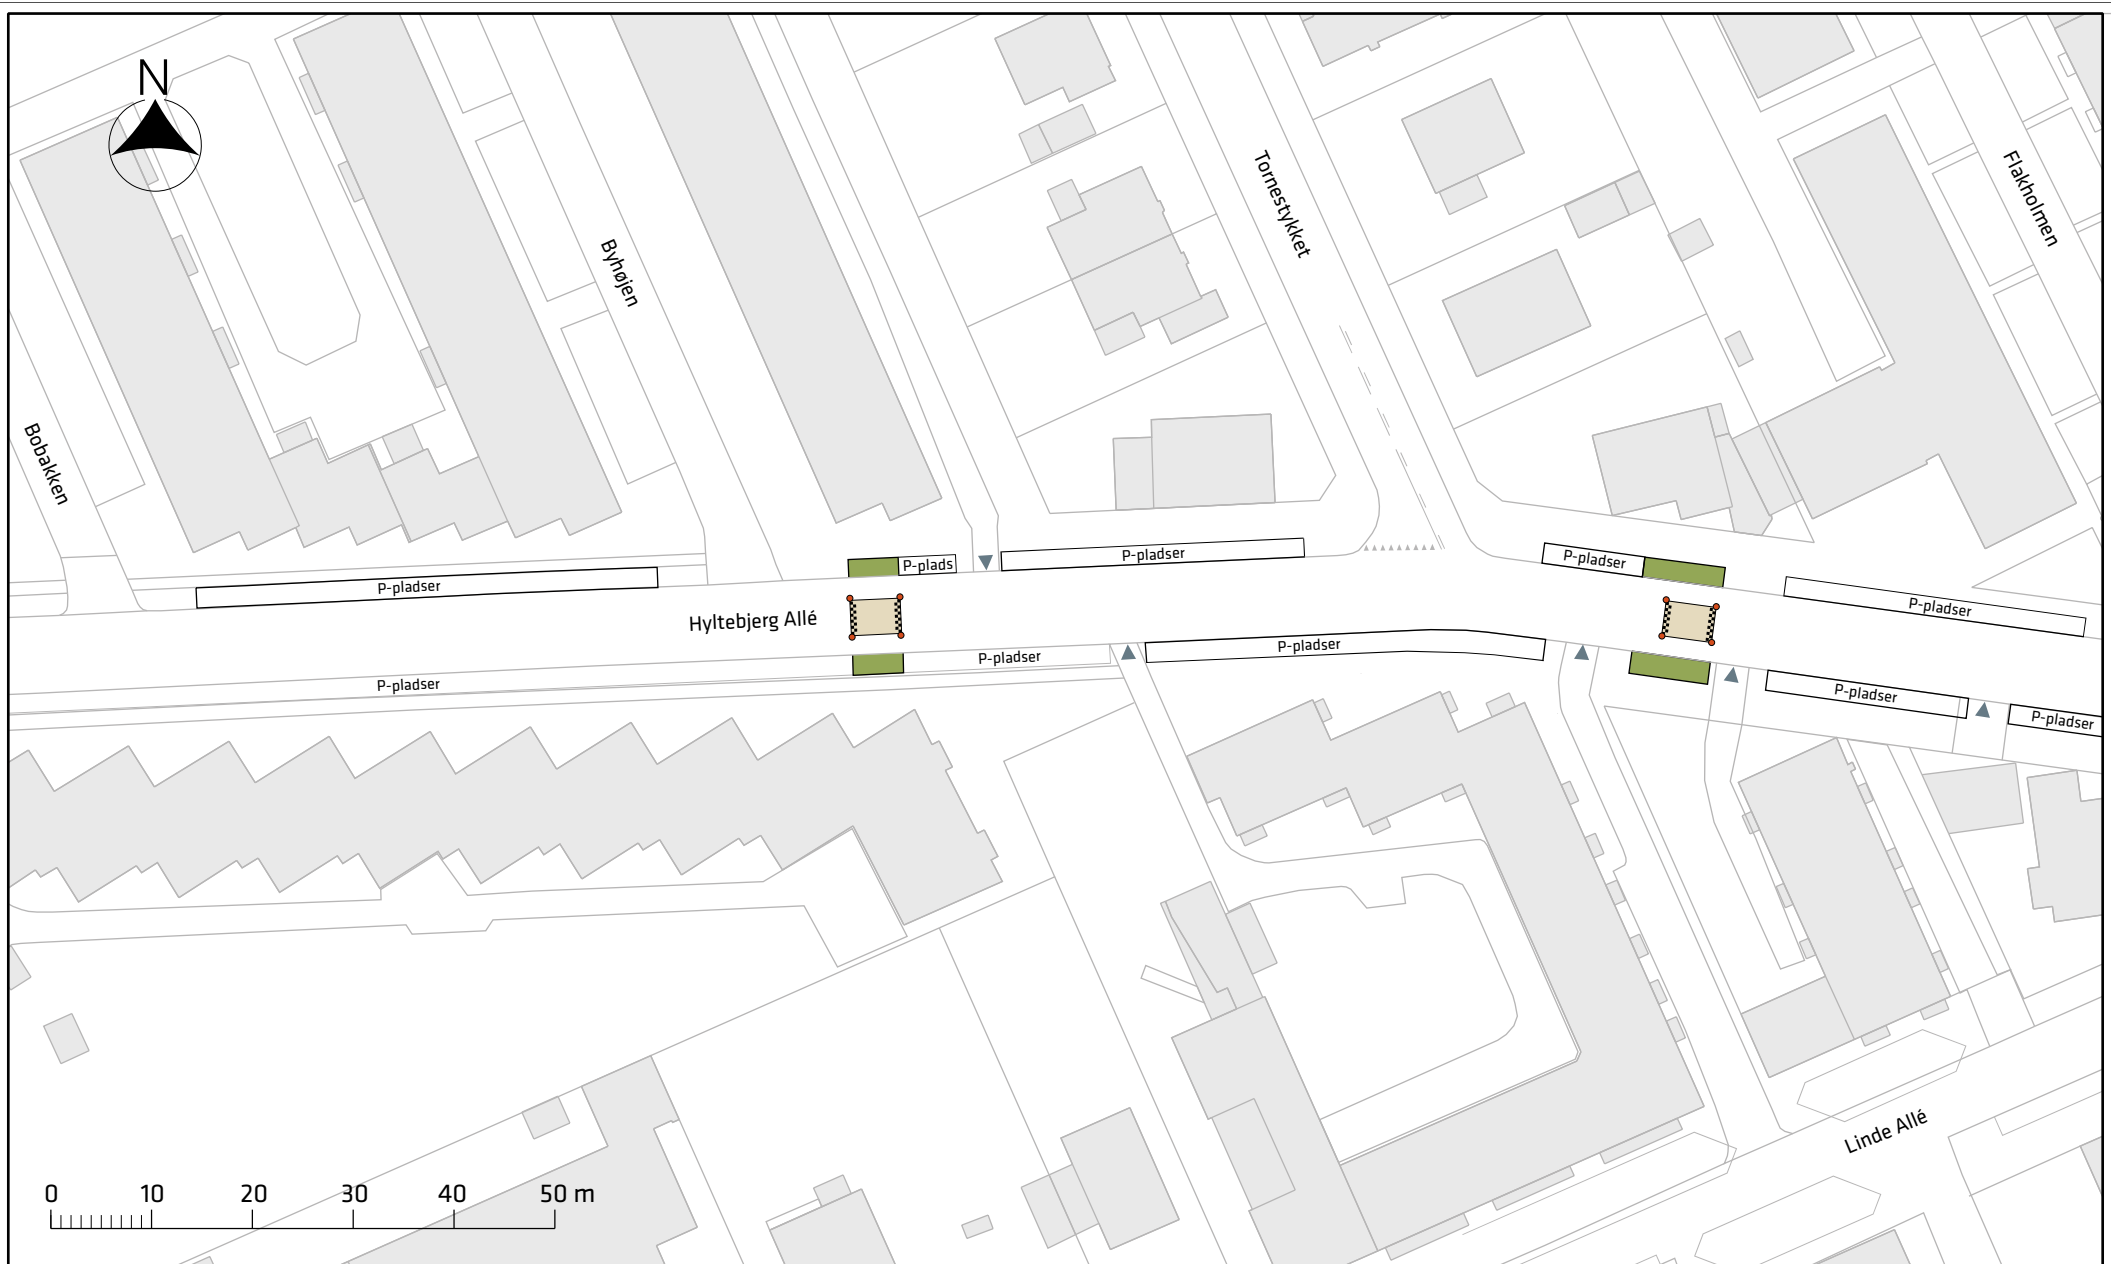 N
Tornestykket
Flakholmen
Byhøjen
Bobakken
P-plads
P-pladser
P-pladser
P-pladser
P-pladser
P-pladser
Hyltebjerg Allé
P-pladser
P-pladser
P-pladser
P-pladser
P-pladser
Linde Allé
0 10 20 30 40 50 m